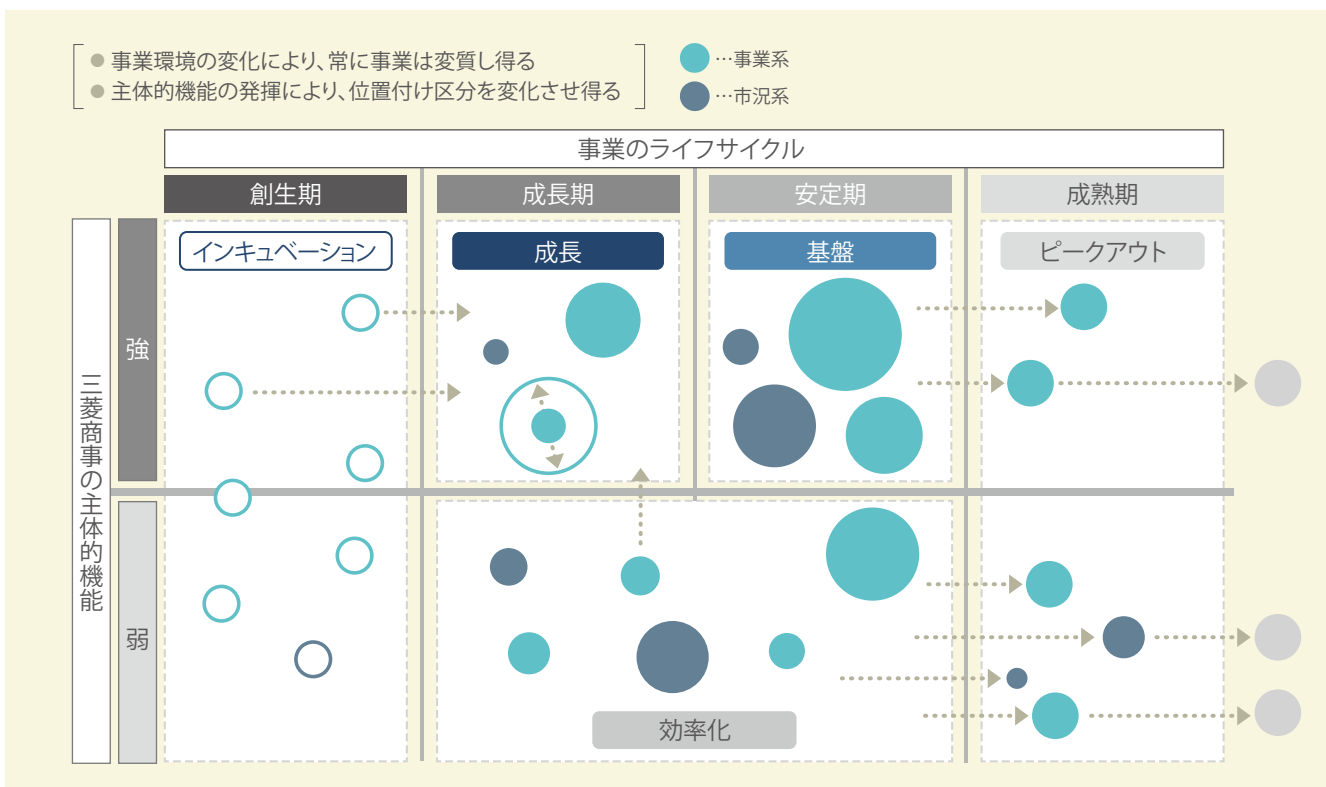 ● 事業環境の変化により、常に事業は変質し得る
● 主体的機能の発揮により、位置付け区分を変化させ得る
…事業系
…市況系
事業のライフサイクル
創生期
成長期
安定期
成熟期
三菱商事の主体的機能
強
インキュベーション
成長
基盤
ピークアウト
弱
効率化